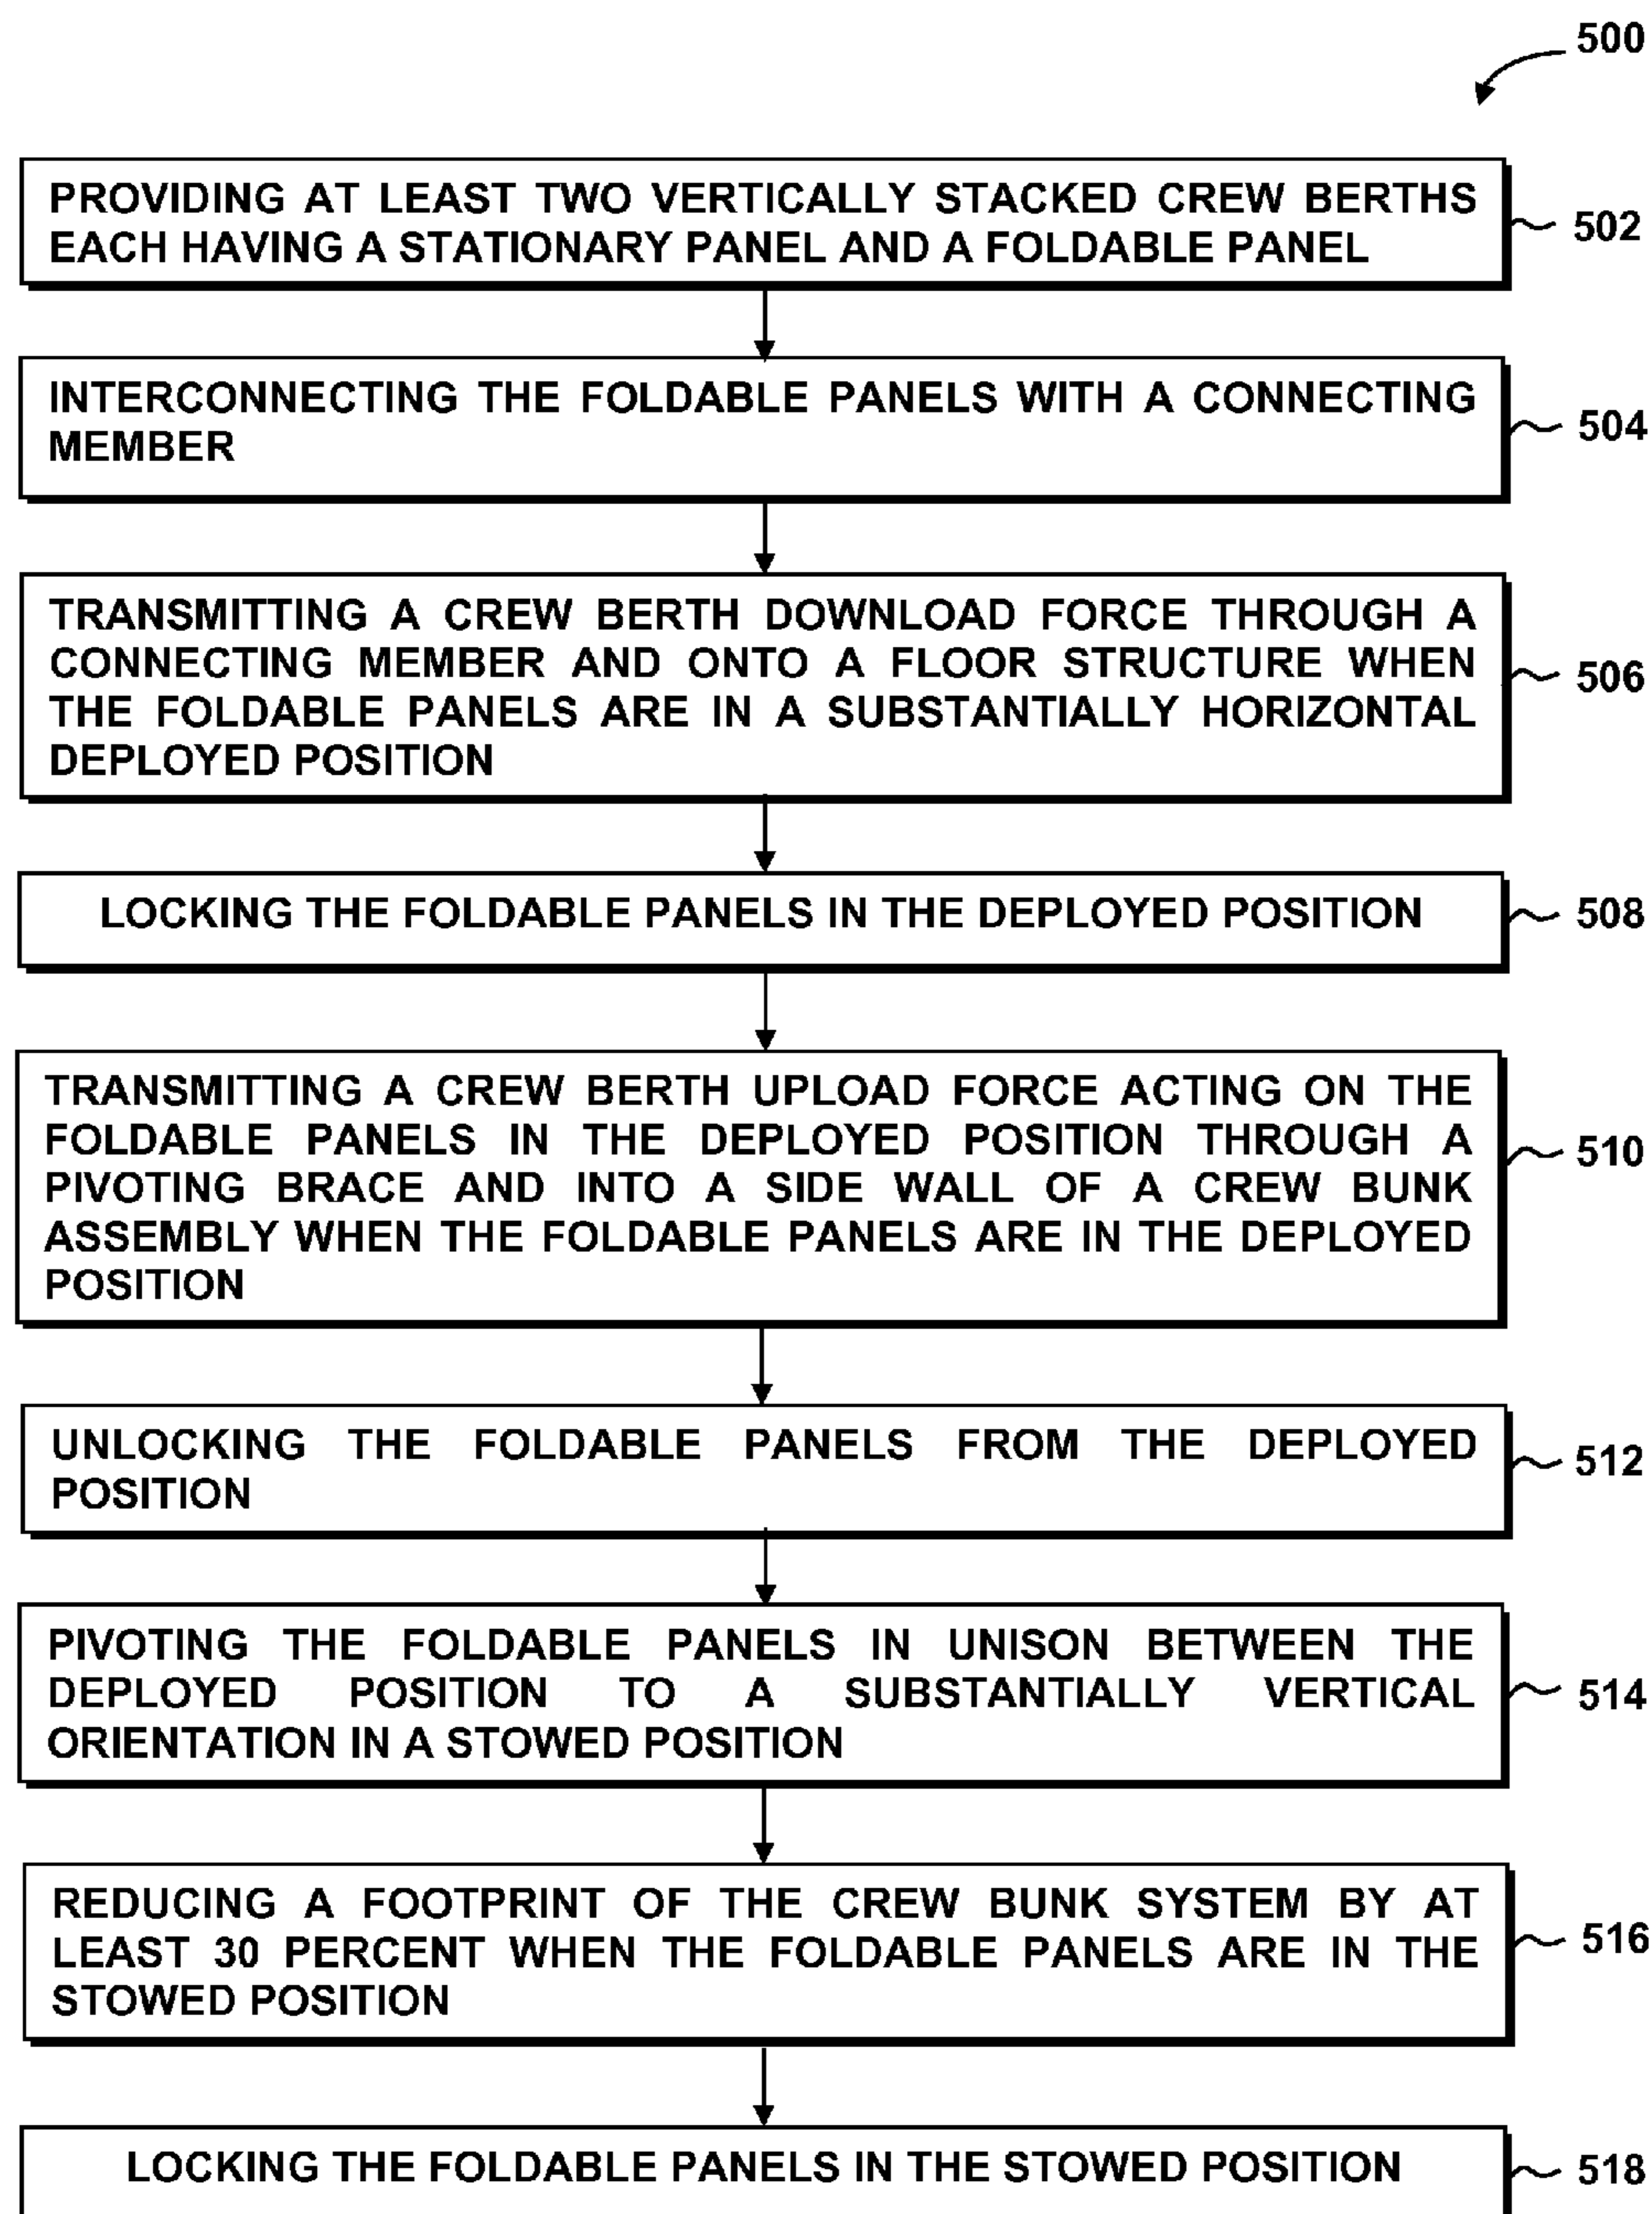 500
PROVIDING AT LEAST TWO VERTICALLY STACKED CREW BERTHS
EACH HAVING A STATIONARY PANEL AND A FOLDABLE PANEL
502
INTERCONNECTING THE FOLDABLE PANELS WITH A CONNECTING
MEMBER
504
TRANSMITTING A CREW BERTH DOWNLOAD FORCE THROUGH A
CONNECTING MEMBER AND ONTO A FLOOR STRUCTURE WHEN
THE FOLDABLE PANELS ARE IN A SUBSTANTIALLY HORIZONTAL
DEPLOYED POSITION
506
LOCKING THE FOLDABLE PANELS IN THE DEPLOYED POSITION
508
TRANSMITTING A CREW BERTH UPLOAD FORCE ACTING ON THE
FOLDABLE PANELS IN THE DEPLOYED POSITION THROUGH A
PIVOTING BRACE AND INTO A SIDE WALL OF A CREW BUNK
ASSEMBLY WHEN THE FOLDABLE PANELS ARE IN THE DEPLOYED
POSITION
510
UNLOCKING THE FOLDABLE PANELS FROM THE DEPLOYED
POSITION
512
PIVOTING THE FOLDABLE PANELS IN UNISON BETWEEN THE
DEPLOYED POSITION TO A SUBSTANTIALLY VERTICAL
ORIENTATION IN A STOWED POSITION
514
REDUCING A FOOTPRINT OF THE CREW BUNK SYSTEM BY AT
LEAST 30 PERCENT WHEN THE FOLDABLE PANELS ARE IN THE
STOWED POSITION
516
LOCKING THE FOLDABLE PANELS IN THE STOWED POSITION
518